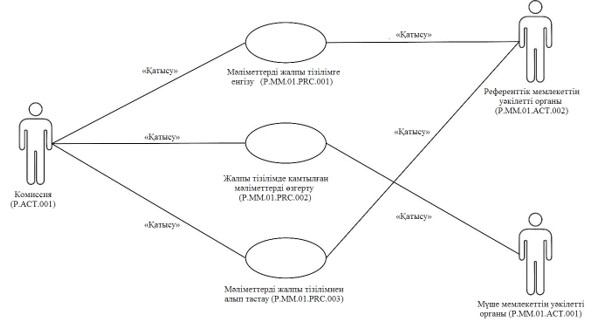 «Қатысу»
«Қатысу»
Мәліметтерді жалпы тізілімге
енгізу (P.MM.01.PRC.001)
Референттік мемлекеттің
уәкілетті органы
(P.MM.01.ACT.002)
«Қатысу»
«Қатысу»
Комиссия
(P.ACT.001)
Жалпы тізілімде қамтылған
мәліметтерді өзгерту
(P.MM.01.PRC.002)
«Қатысу»
«Қатысу»
«Қатысу»
Мәліметтерді жалпы тізілімнен
алып тастау (P.MM.01.PRC.003)
Мүше мемлекеттің уәкілетті
органы (P.MM.01.ACT.001)